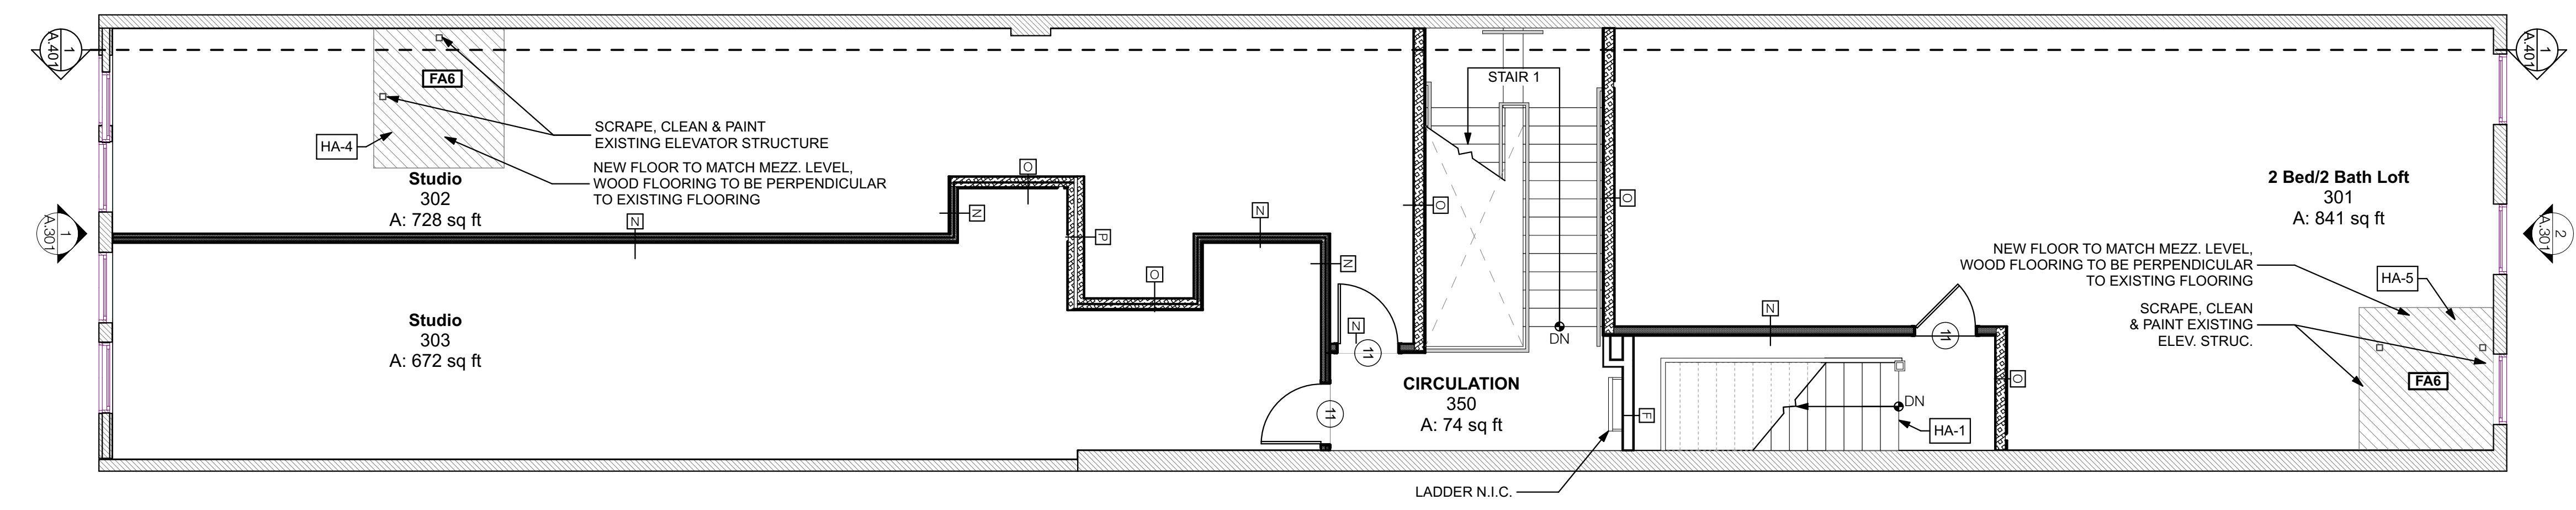 1
A.401
FA6
HA-4
SCRAPE, CLEAN & PAINT
EXISTING ELEVATOR STRUCTURE
NEW FLOOR TO MATCH MEZZ. LEVEL,
WOOD FLOORING TO BE PERPENDICULAR
TO EXISTING FLOORING
Studio
302
A: 728 sq ft
1
A.301
N
N
O
P
O
N
N
N
11
11
Studio
303
A: 672 sq ft
STAIR 1
O
O
DN
CIRCULATION
350
A: 74 sq ft
F
LADDER N.I.C.
N
11
DN
HA-1
O
2 Bed/2 Bath Loft
301
A: 841 sq ft
NEW FLOOR TO MATCH MEZZ. LEVEL,
WOOD FLOORING TO BE PERPENDICULAR
TO EXISTING FLOORING
HA-5
SCRAPE, CLEAN
& PAINT EXISTING
ELEV. STRUC.
FA6
1
A.401
2
A.301